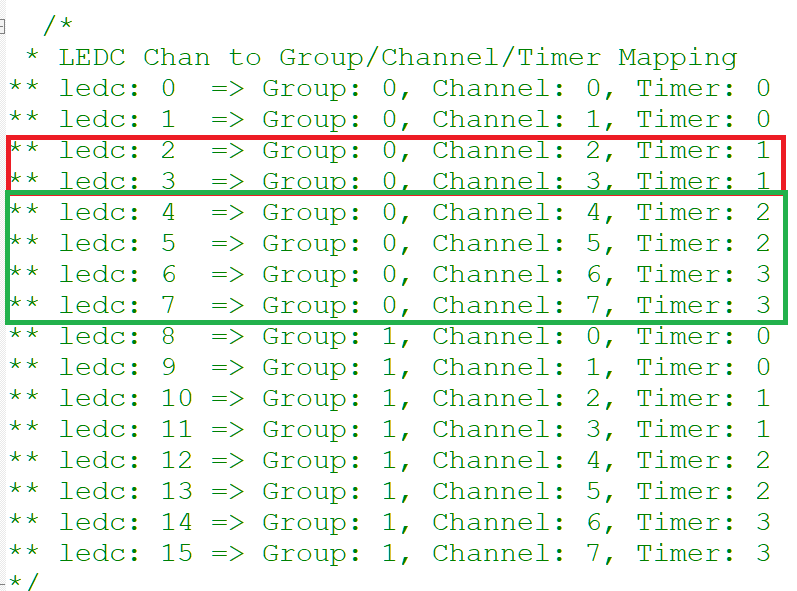 /*
* LEDC Chan to Group/Channel/Timer Mapping
** ledc: 0  => Group: 0, Channel: 0, Timer: 0
** ledc: 1  => Group: 0, Channel: 1, Timer: 0
** ledc: 2  => Group: 0, Channel: 2, Timer: 1
** ledc: 3  => Group: 0, Channel: 3, Timer: 1
** ledc: 4  => Group: 0, Channel: 4, Timer: 2
** ledc: 5  => Group: 0, Channel: 5, Timer: 2
** ledc: 6  => Group: 0, Channel: 6, Timer: 3
** ledc: 7  => Group: 0, Channel: 7, Timer: 3
** ledc: 8  => Group: 1, Channel: 0, Timer: 0
** ledc: 9  => Group: 1, Channel: 1, Timer: 0
** ledc: 10 => Group: 1, Channel: 2, Timer: 1
** ledc: 11 => Group: 1, Channel: 3, Timer: 1
** ledc: 12 => Group: 1, Channel: 4, Timer: 2
** ledc: 13 => Group: 1, Channel: 5, Timer: 2
** ledc: 14 => Group: 1, Channel: 6, Timer: 3
** ledc: 15 => Group: 1, Channel: 7, Timer: 3
*/